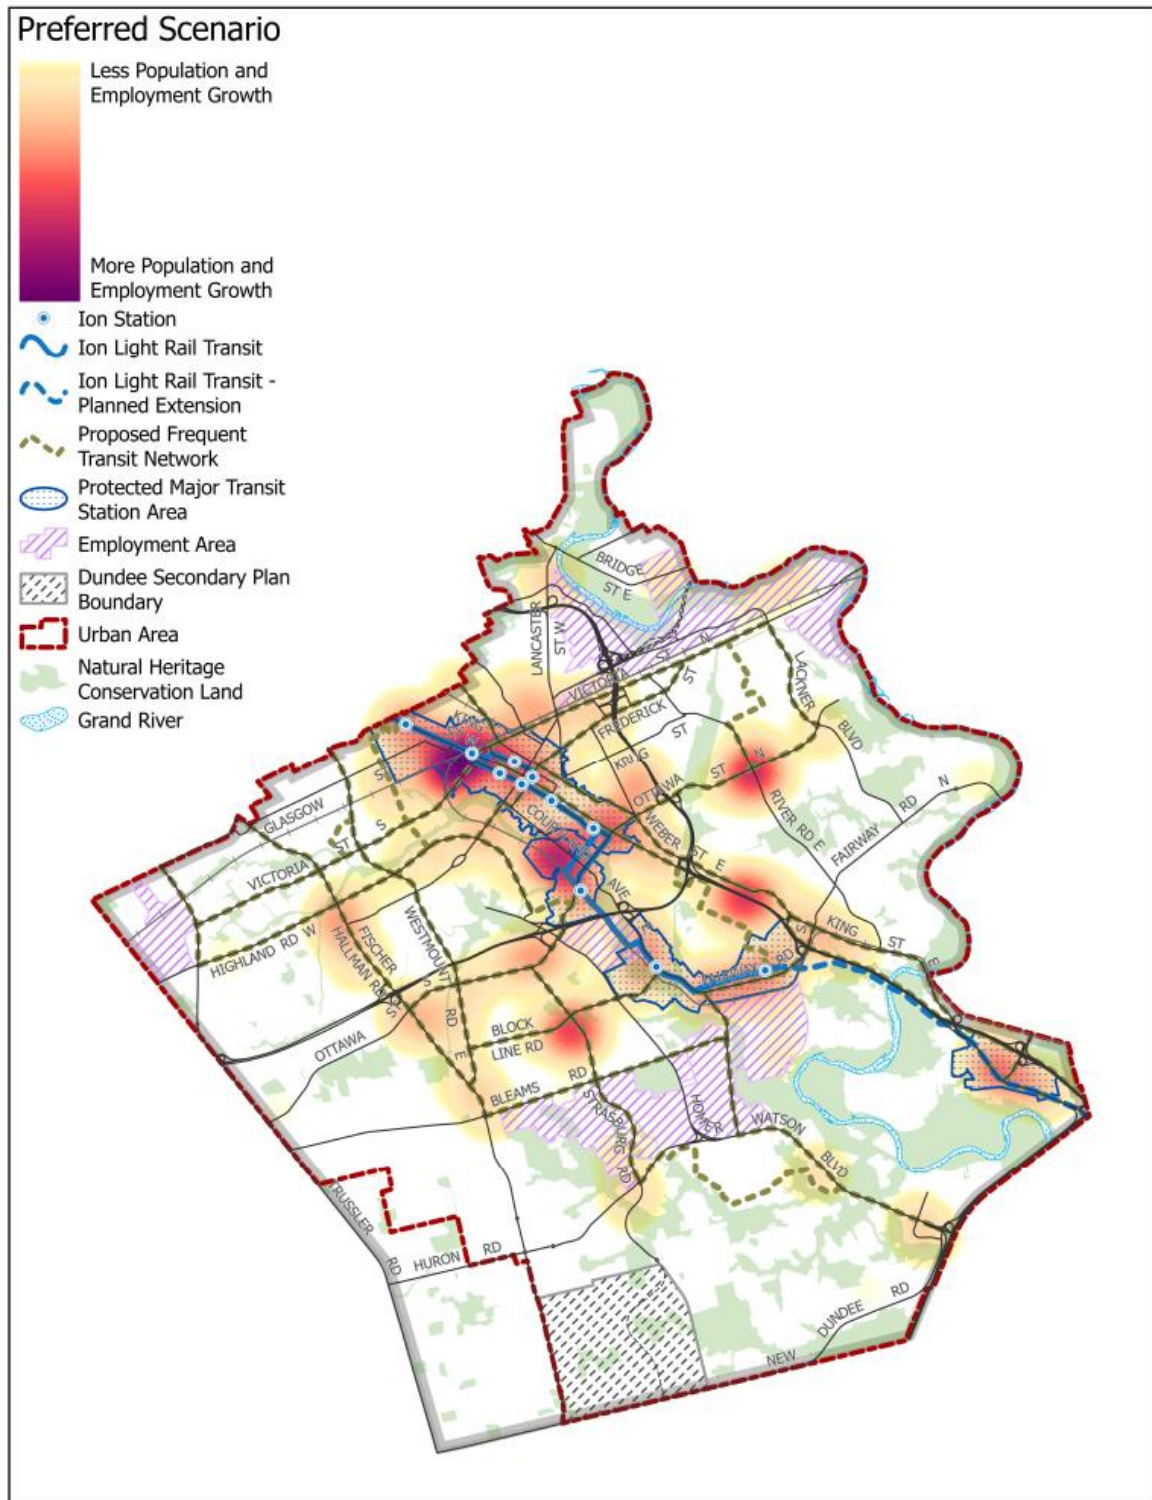 Preferred Scenario
Less Population and
Employment Growth
More Population and
Employment Growth
Ion Station
Ion Light Rail Transit
Ion Light Rail Transit -
Planned Extension
Proposed Frequent
Transit Network
Protected Major Transit
Station Area
Employment Area
Dundee Secondary Plan
Boundary
Urban Area
Natural Heritage
Conservation Land
Grand River
BRIDGE
ST E
LANCASTER
ST W
VICTORIA
ST N
FREDERICK
ST
KRUG
ST
LACKNER
BLVD
OTTAWA
ST N
RIVER RD E
FAIRWAY
RD N
WEBER
ST E
KING
ST
E
GLASGOW
S
VICTORIA
ST S
HIGHLAND RD W
FISCHER
HALLMAN RD S
WESTMOUNT
RD
E
OTTAWA
S
AVE
RD
BLOCK
LINE RD
BLEAMS
RD
STRASBURG RD
HOMER
WATSON
BLVD
TRUSSLER
RD
HURON
RD
NEW
DUNDEE
RD